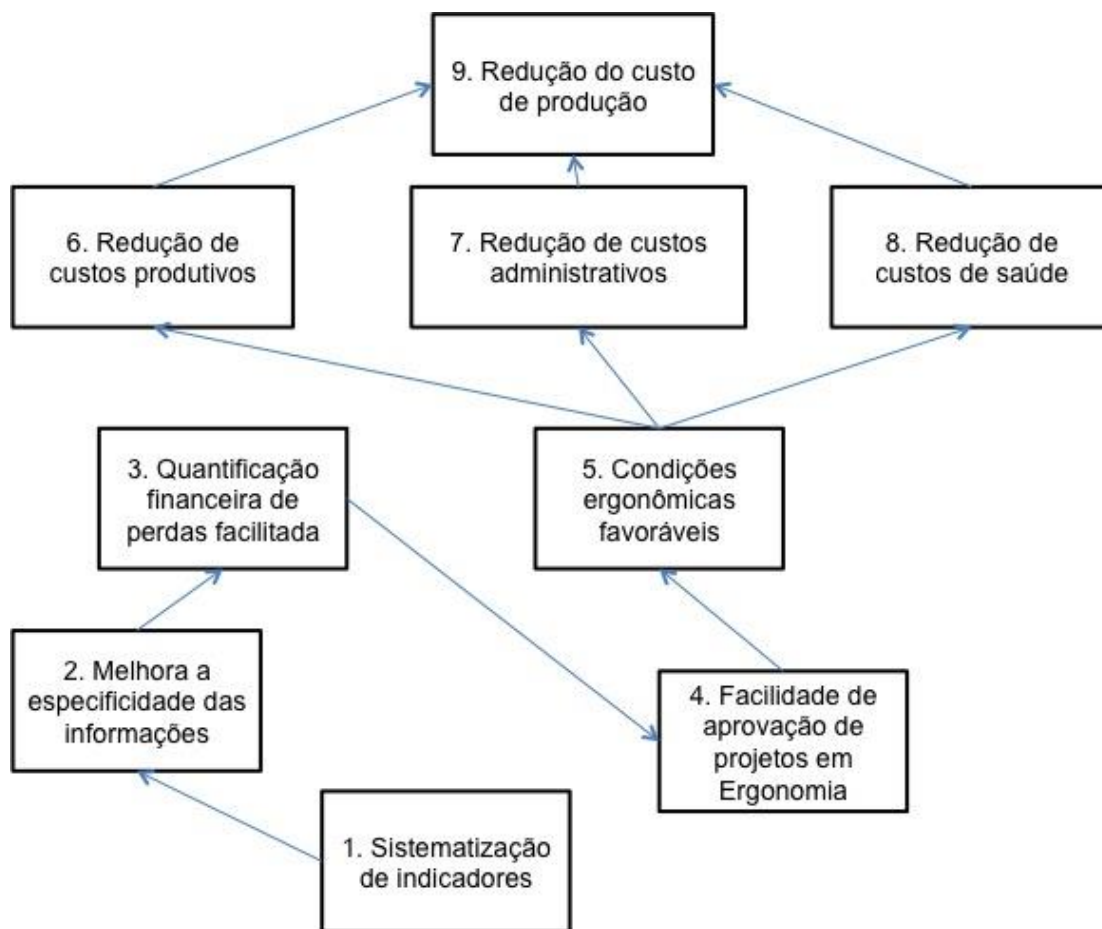 9. Redução do custo
de produção
6. Redução de
custos produtivos
7. Redução de custos
administrativos
8. Redução de
custos de saúde
3. Quantificação
financeira de
perdas facilitada
5. Condições
ergonômicas
favoráveis
2. Melhora a
especificidade das
informações
4. Facilidade de
aprovação de
projetos em
Ergonomia
1. Sistematização
de indicadores